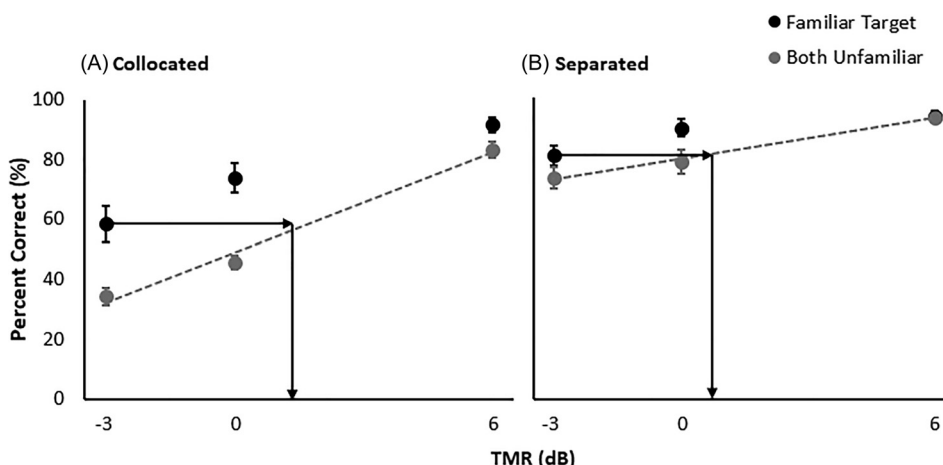 Familiar Target
Both Unfamiliar
(A) Collocated
(B) Separated
Percent Correct (%)
100
80
60
40
20
0
-3
0
6
-3
0
6
TMR (dB)